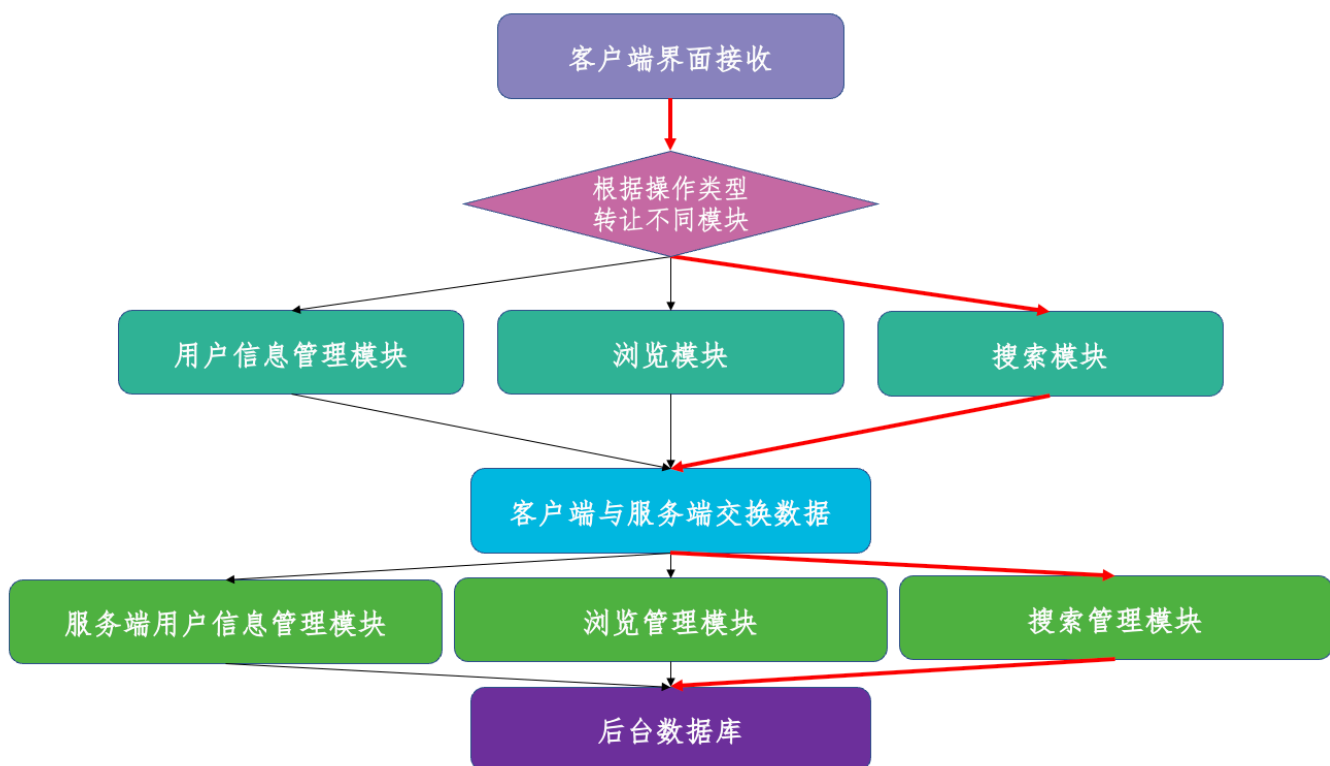 客户端界面接收
根据操作类型
转让不同模块
用户信息管理模块
浏览模块
搜索模块
客户端与服务端交换数据
服务端用户信息管理模块
浏览管理模块
搜索管理模块
后台数据库